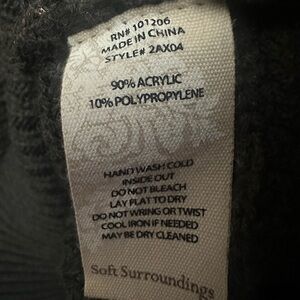 RN# 101206
MADE IN CHINA
STYLE# 2AX04
90% ACRYLIC
10% POLYPROPYLENE
HAND WASH COLD
INSIDE OUT
DO NOT BLEACH
LAY FLAT TO DRY
DO NOT WRING OR TWIST
COOL IRON IF NEEDED
MAY BE DRY CLEANED
Soft Surroundings